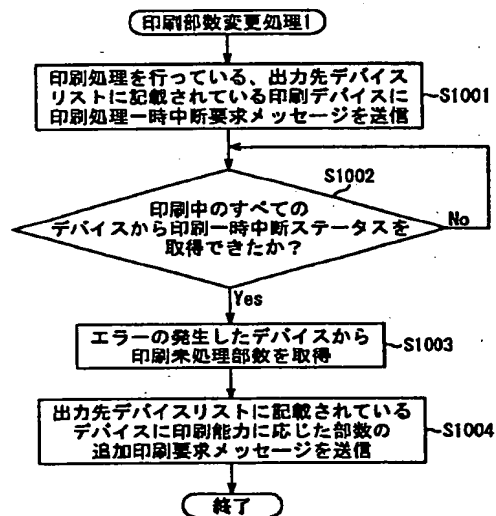 印刷部数変更処理1
印刷処理を行っている、出力先デバイス
リストに記載されている印刷デバイスに
印刷処理一時中断要求メッセージを送信
S1001
S1002
印刷中のすべての
デバイスから印刷一時中断ステータスを
取得できたか?
No
Yes
エラーの発生したデバイスから
印刷未処理部数を取得
S1003
出力先デバイスリストに記載されている
デバイスに印刷能力に応じた部数の
追加印刷要求メッセージを送信
S1004
終了